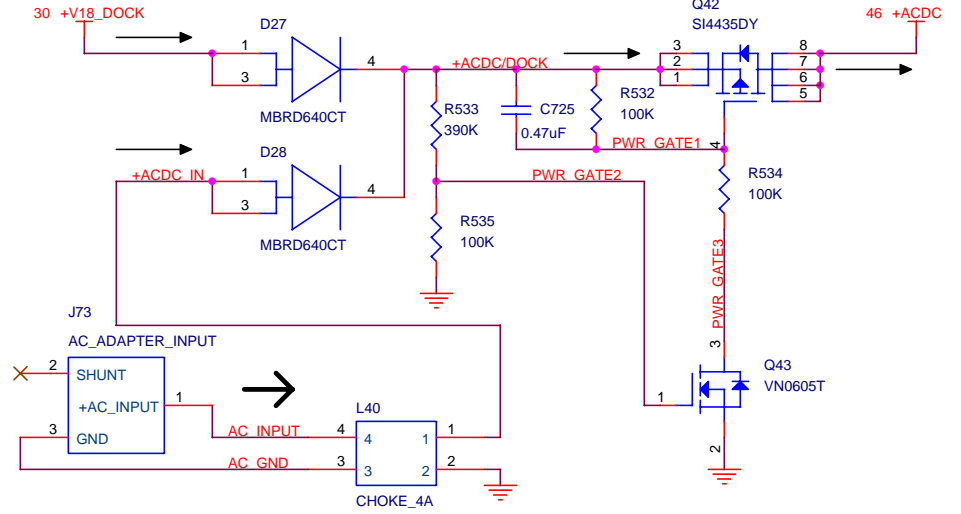 30 +V18_DOCK
D27
1
3
4
MBRD640CT
+ACDC/DOCK
Q42
SI4435DY
3
2
1
8
7
6
5
4
46 +ACDC
R533
390K
C725
0.47uF
R532
100K
PWR_GATE1
D28
+ACDC_IN
1
3
4
MBRD640CT
PWR_GATE2
R535
100K
R534
100K
PWR_GATE3
J73
AC_ADAPTER_INPUT
2
SHUNT
+AC_INPUT
1
3
GND
AC_INPUT
AC_GND
L40
4
4
1
1
3
3
2
2
CHOKE_4A
3
Q43
VN0605T
1
2